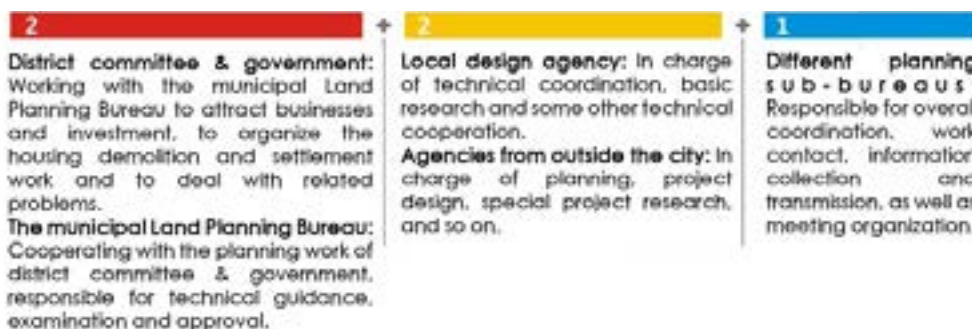 2 + 2 + 1
District committee & government:
Working with the municipal Land
Planning Bureau to attract businesses
and investment, to organize the
housing demolition and settlement
work and to deal with related
problems.
The municipal Land Planning Bureau:
Cooperating with the planning work of
district committee & government,
responsible for technical guidance,
examination and approval.
Local design agency: In charge
of technical coordination, basic
research and some other technical
cooperation.
Agencies from outside the city: In
charge of planning, project
design, special project research,
and so on.
Different planning
sub-bureaus
Responsible for overal
coordination, work
contact, information
collection and
transmission, as well as
meeting organization